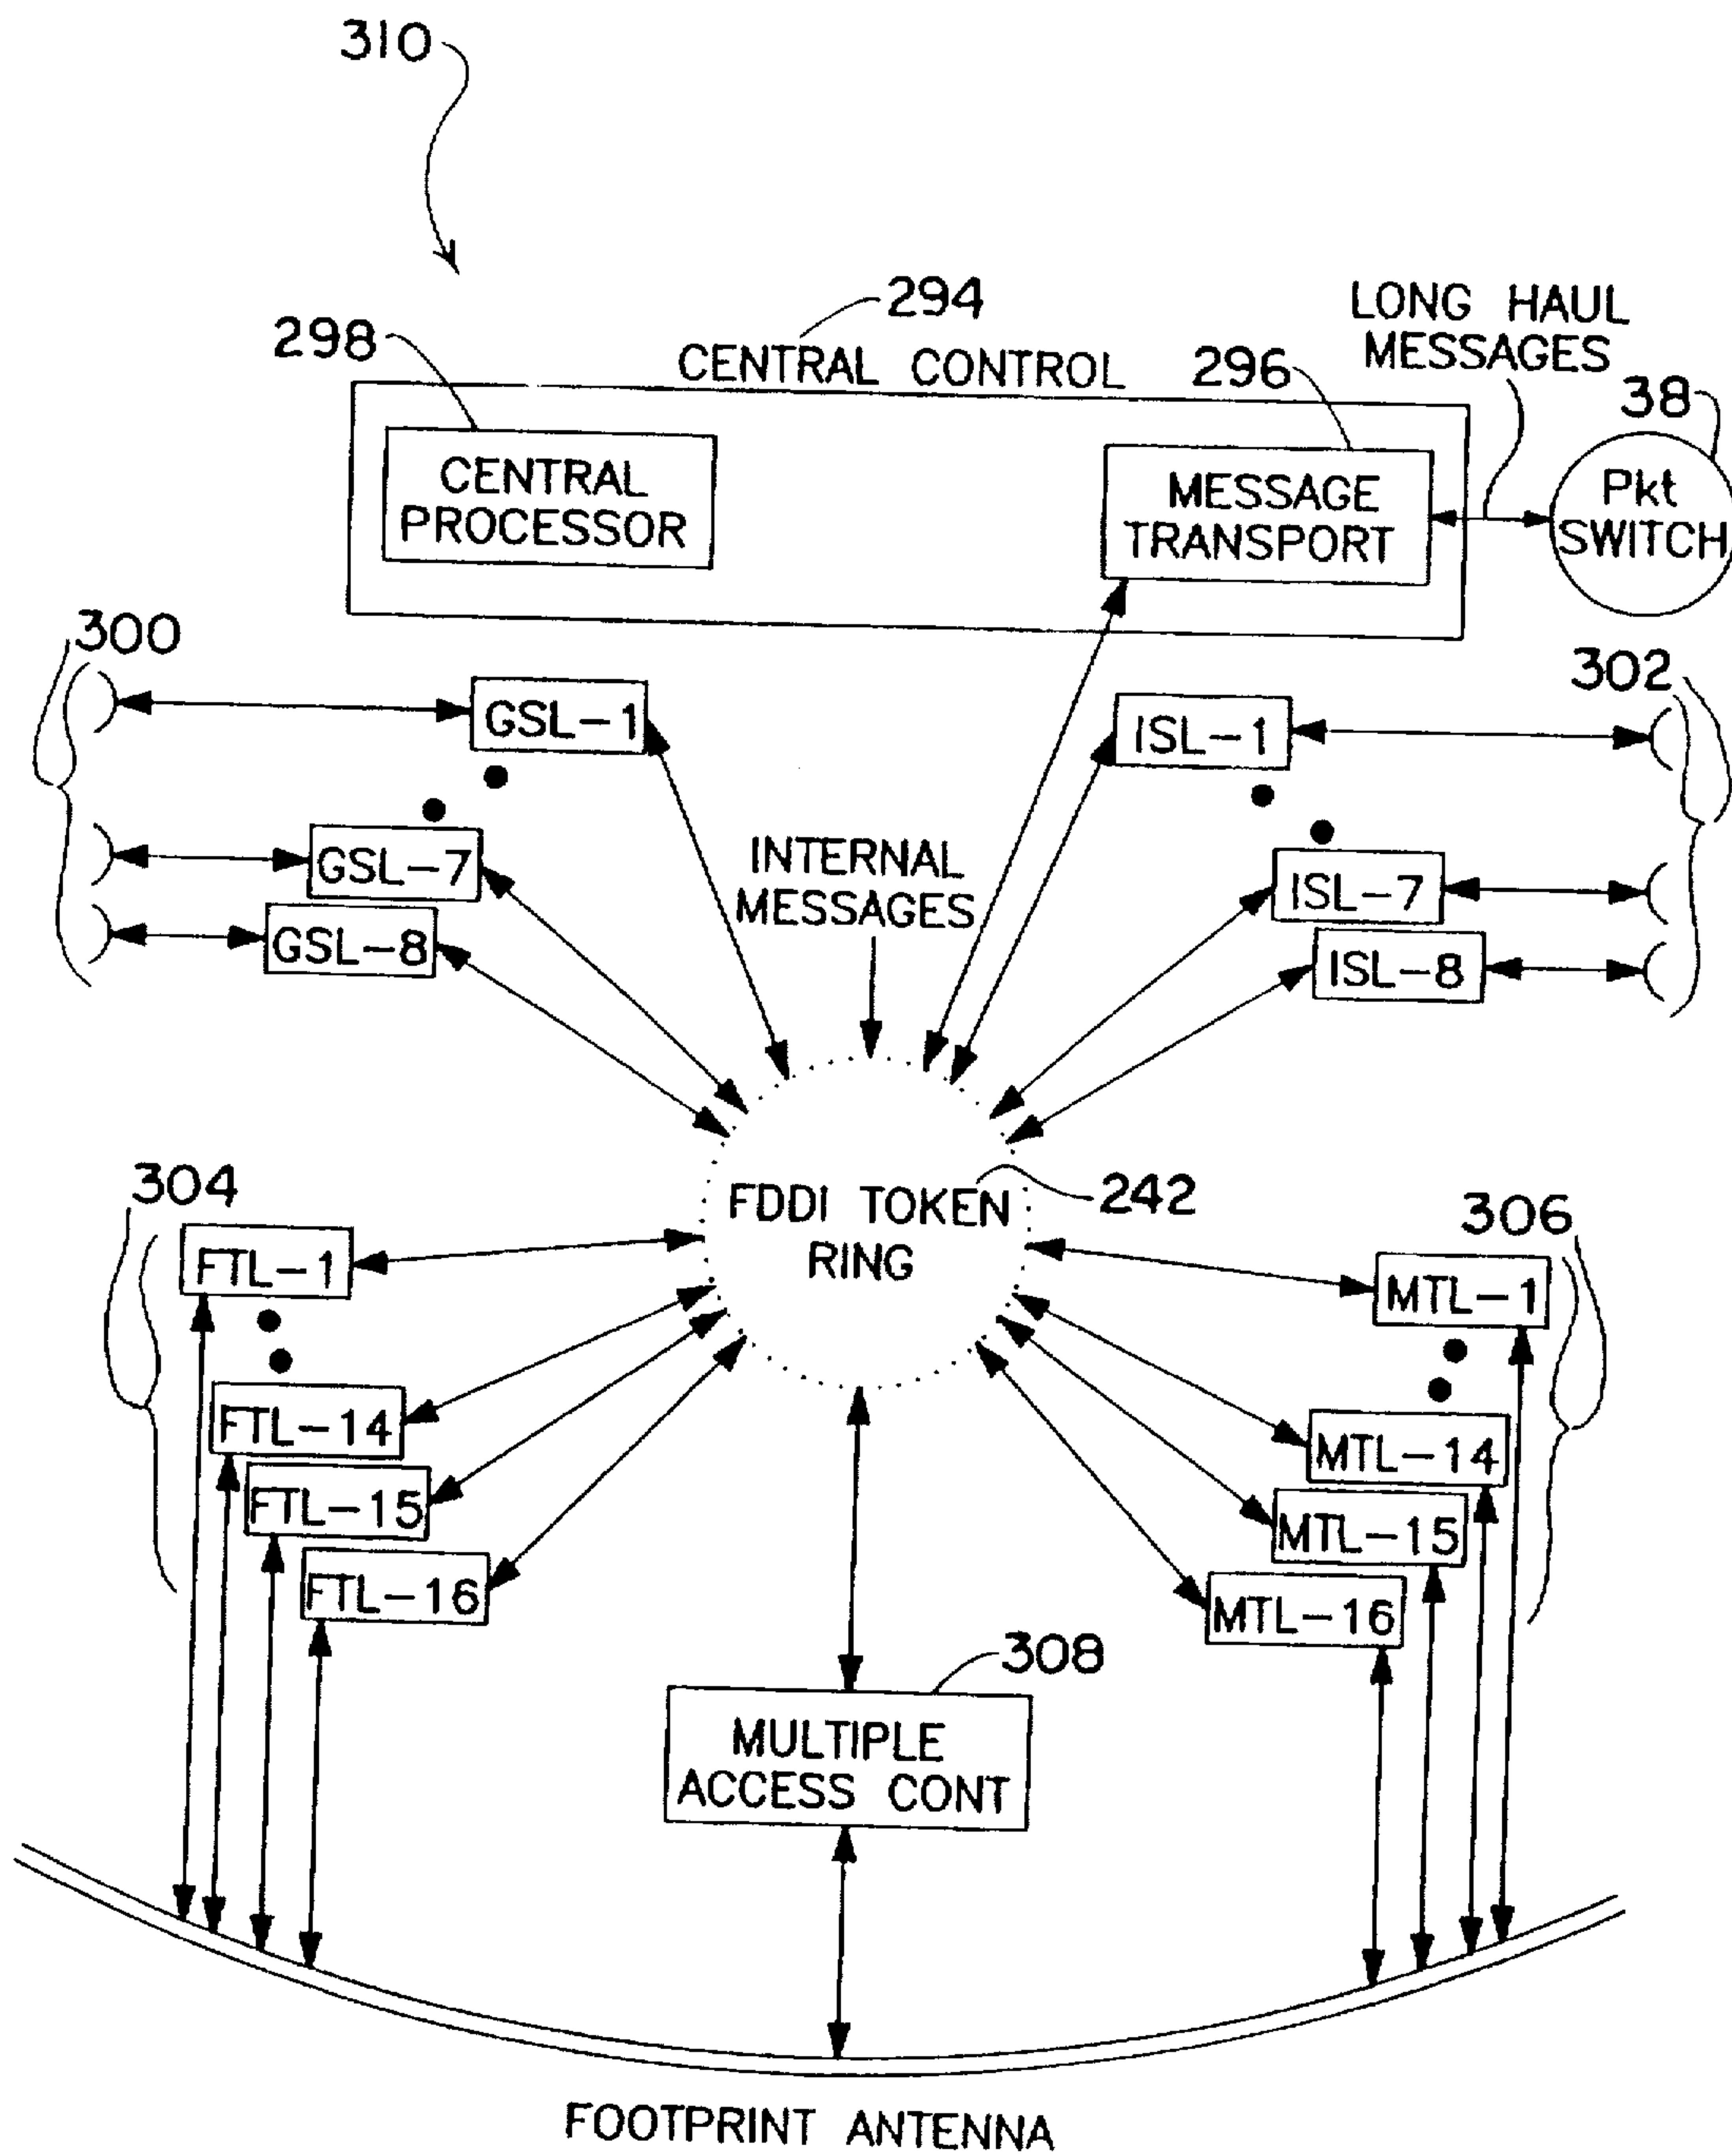 310
294
LONG HAUL
MESSAGES
298
CENTRAL CONTROL
296
38
CENTRAL
PROCESSOR
MESSAGE
TRANSPORT
Pkt
SWITCH
300
302
GSL-1
ISL-1
INTERNAL
MESSAGES
GSL-7
ISL-7
GSL-8
ISL-8
304
FDDI TOKEN
RING
242
306
FTL-1
MTL-1
FTL-14
MTL-14
FTL-15
MTL-15
FTL-16
MTL-16
308
MULTIPLE
ACCESS CONT
FOOTPRINT ANTENNA